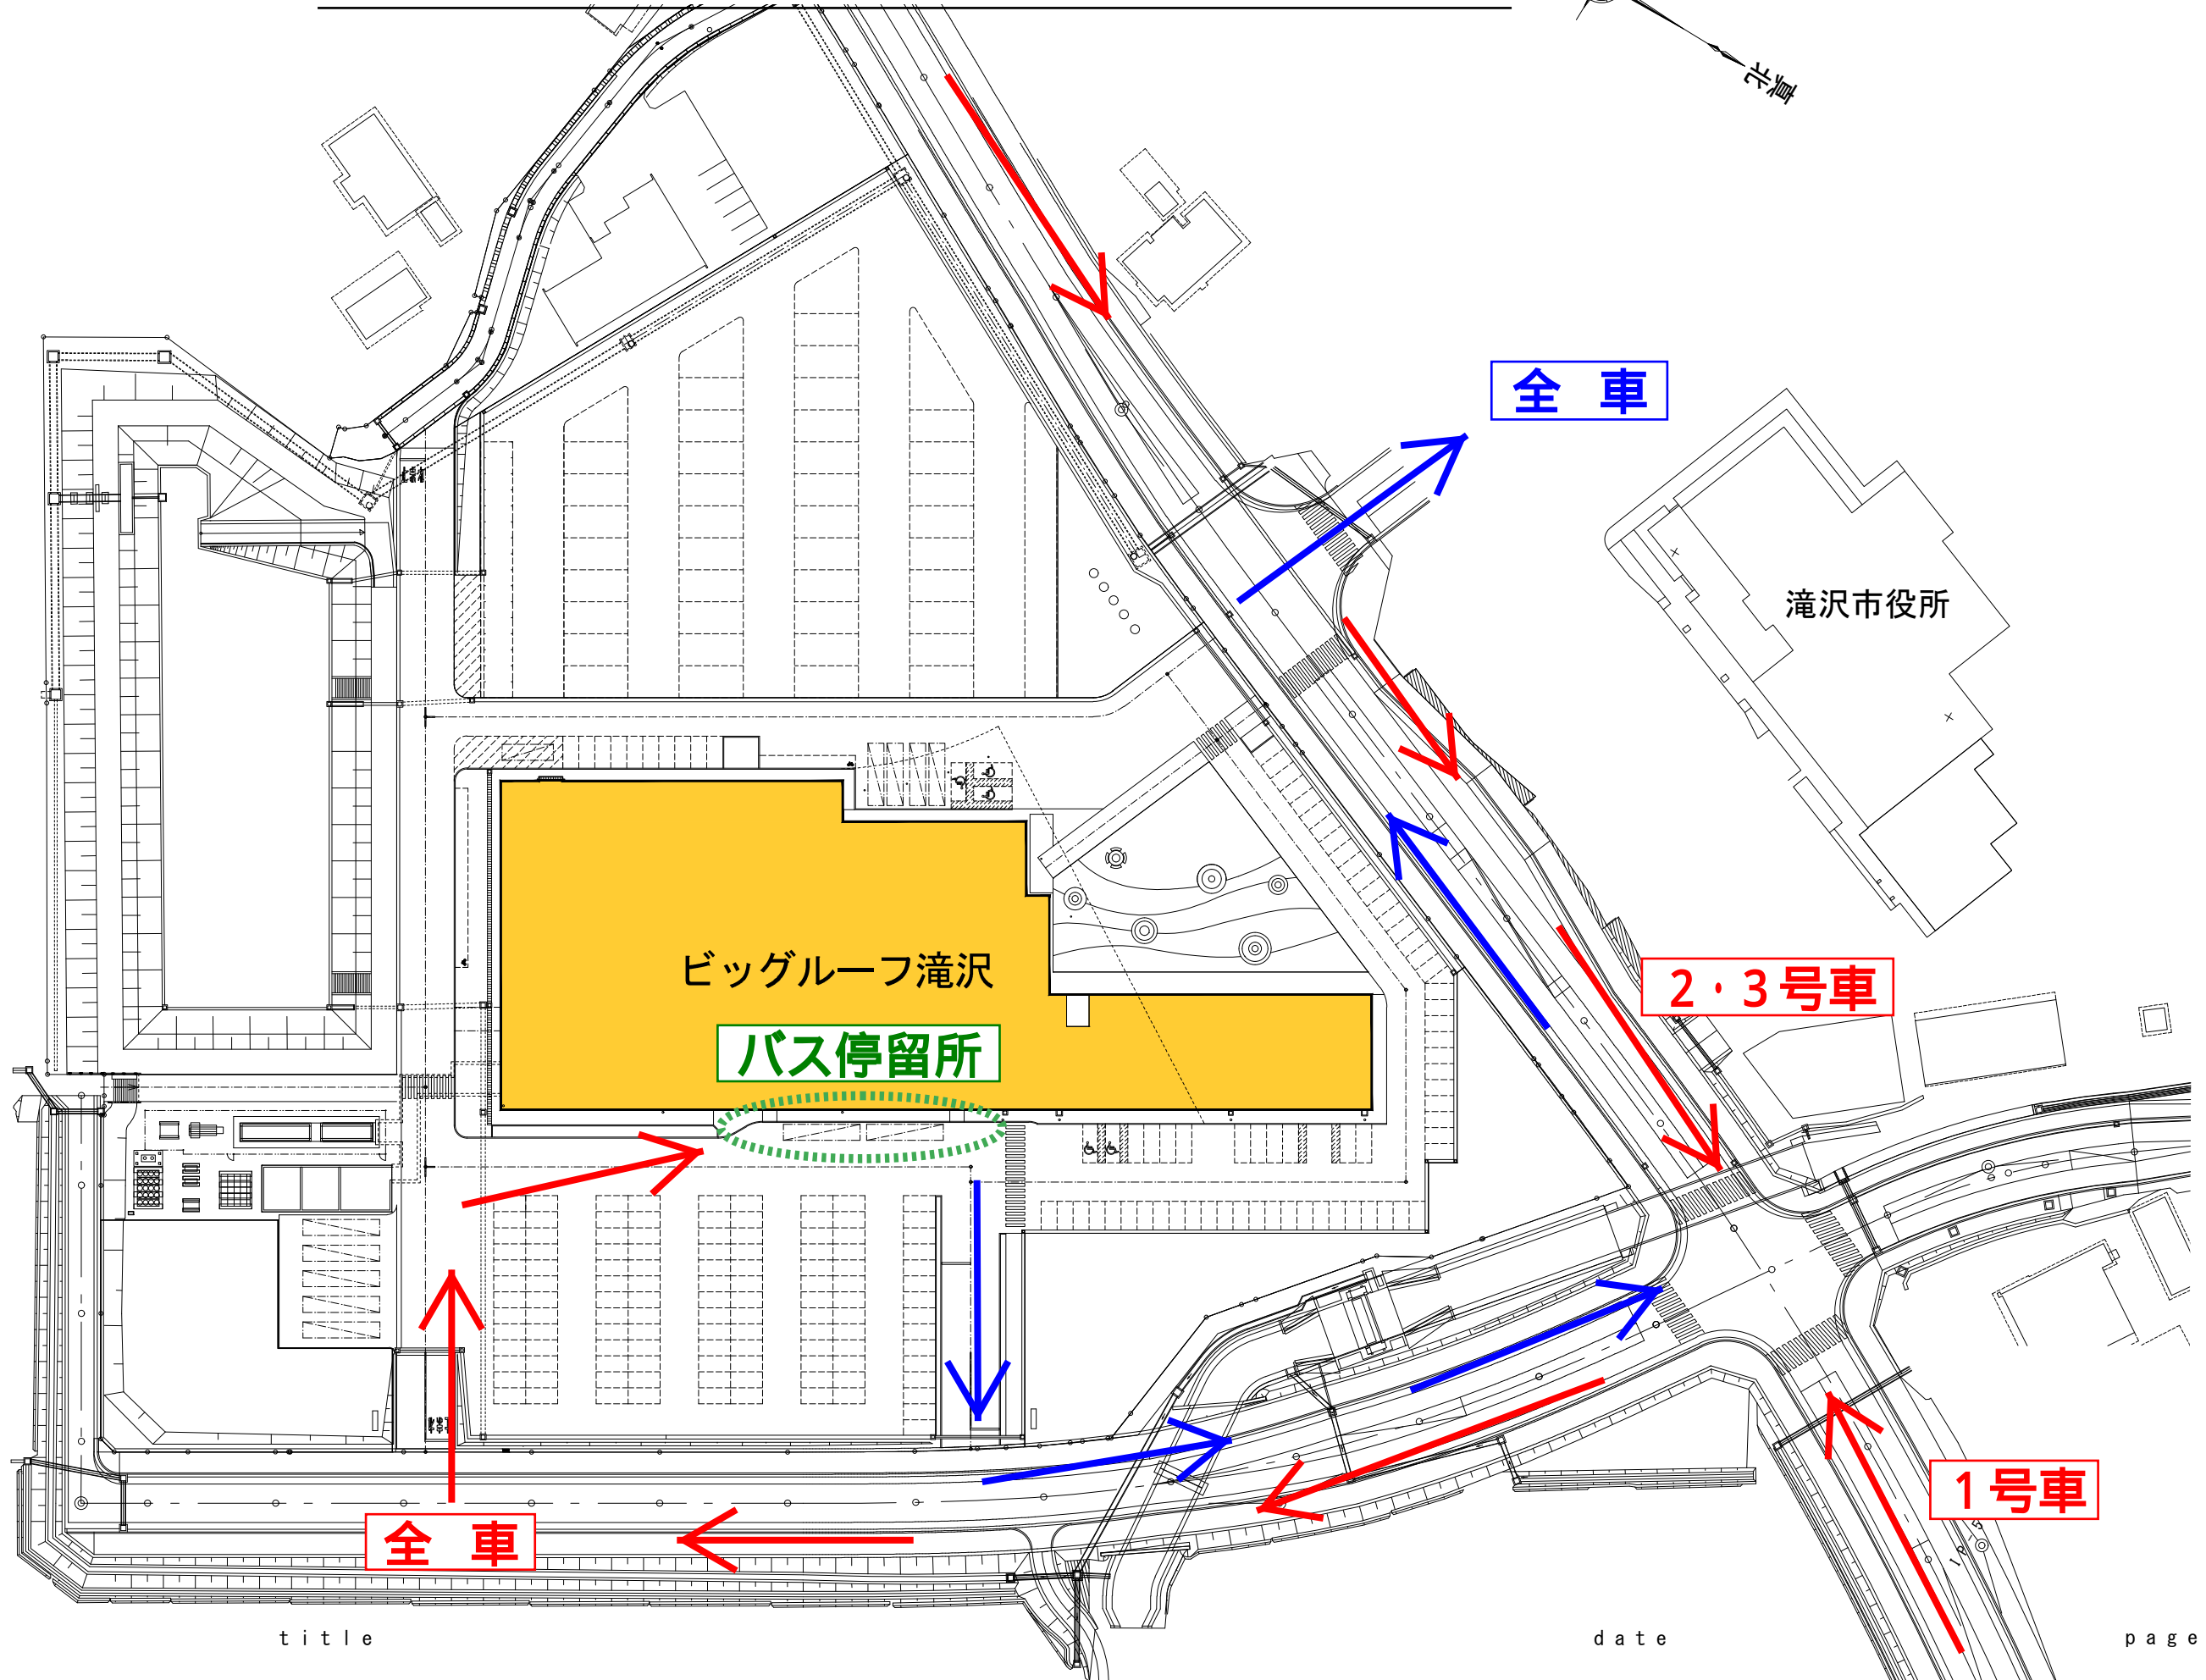 真北
全 車
滝沢市役所
ビッグルーフ滝沢
2・3号車
バス停留所
1号車
全 車
title
date
page